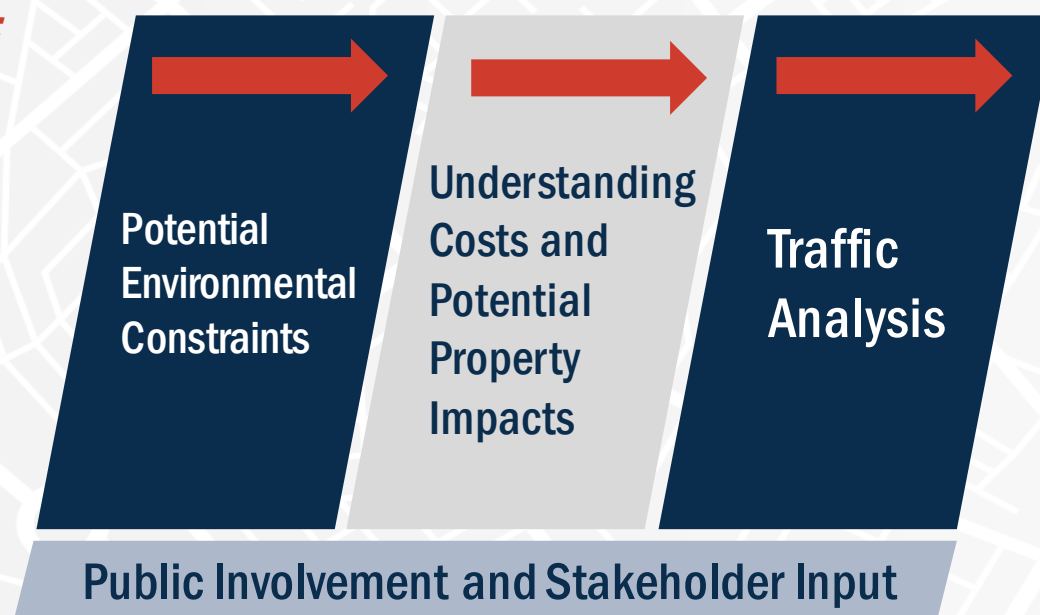 Potential
Environmental
Constraints
Understanding
Costs and
Potential
Property
Impacts
Traffic
Analysis
Public Involvement and Stakeholder Input